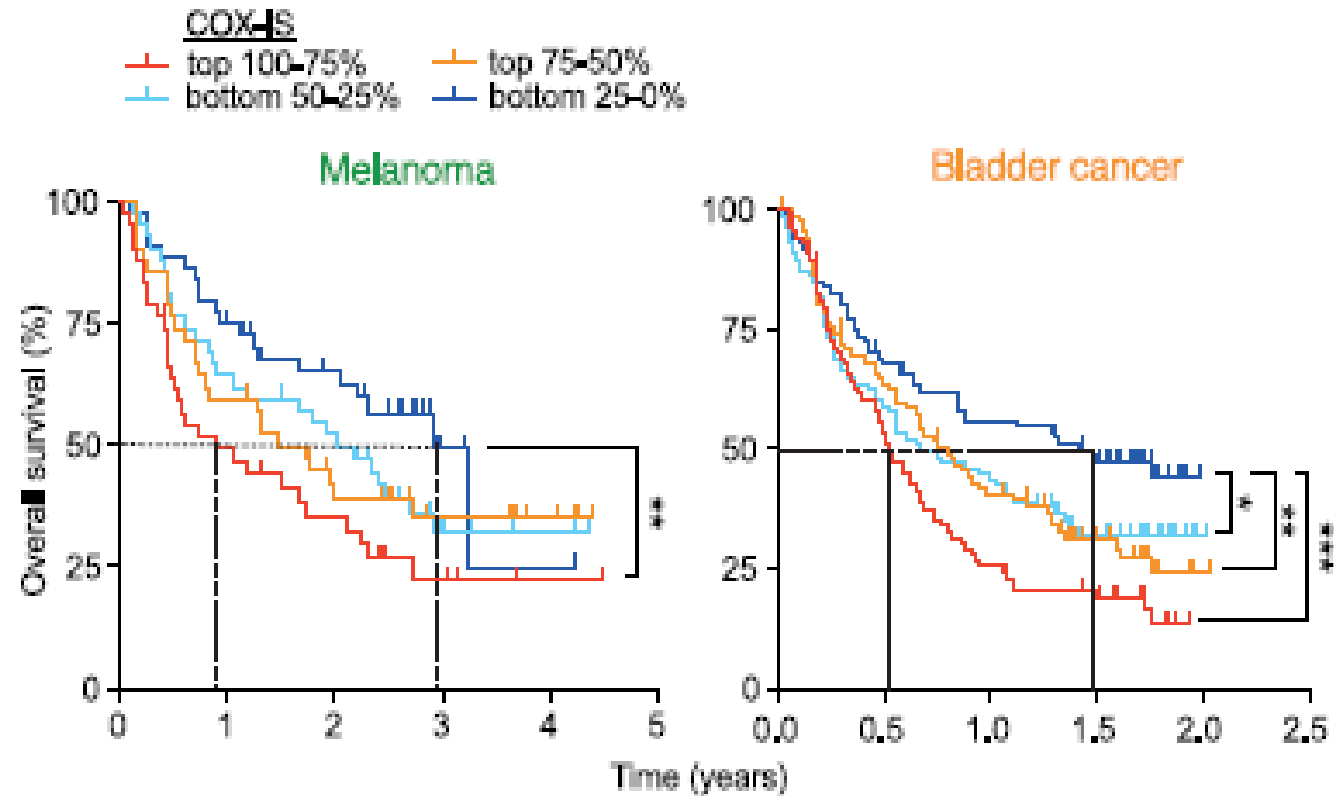 COX-IS
top 100-75%
top 75-50%
bottom 50-25%
bottom 25-0%
Melanoma
Bladder cancer
Overall survival (%)
100
75
50
25
0
0 1 2 3 4 5
**
100
75
50
25
0
0.0 0.5 1.0 1.5 2.0 2.5
*
**
***
Time (years)